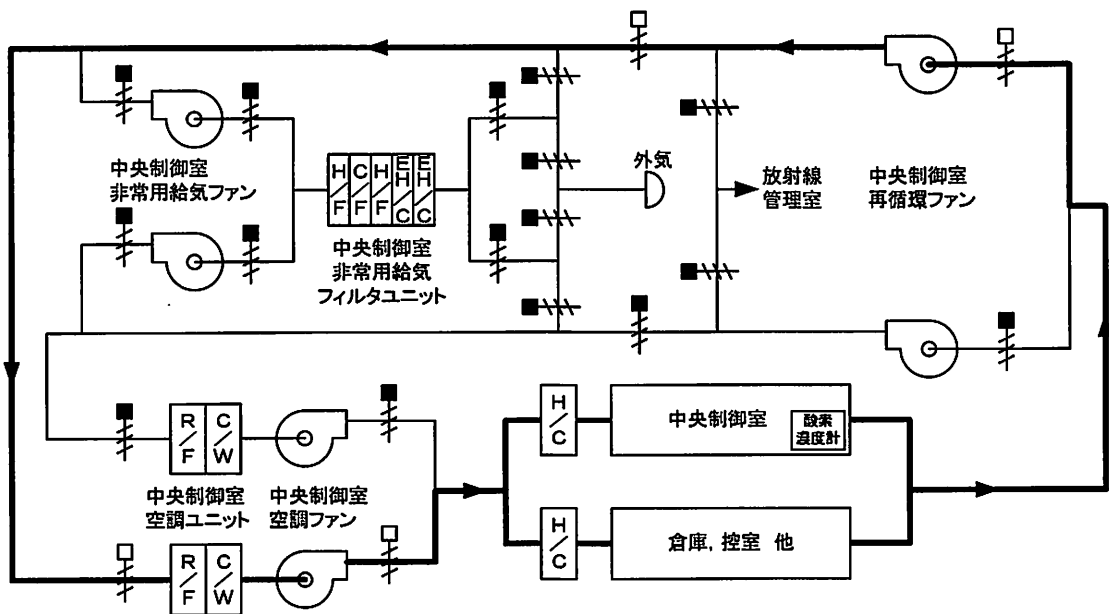 外気
中央制御室
非常用給気ファン
H/F
C/F
H/F
EH/C
EH/C
放射線
管理室
中央制御室
再循環ファン
中央制御室
非常用給気
フィルタユニット
R/F
C/W
H/C
中央制御室
酸素
濃度計
中央制御室
空調ユニット
中央制御室
空調ファン
R/F
C/W
H/C
倉庫,控室 他